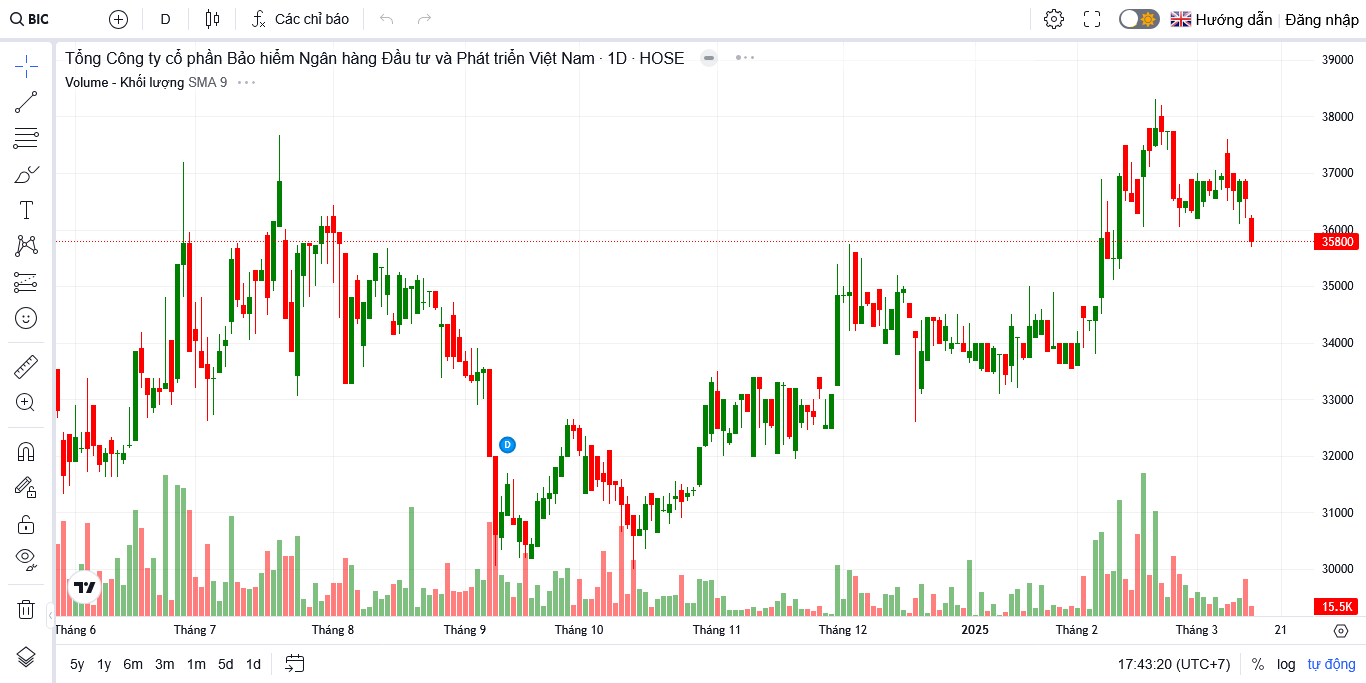 BIC
D
Các chỉ báo
Hướng dẫn
Đăng nhập
Tổng Công ty cổ phần Bảo hiểm Ngân hàng Đầu tư và Phát triển Việt Nam · 1D · HOSE
Volume - Khối lượng SMA 9
39000
38000
37000
36000
35800
35000
34000
33000
32000
31000
30000
15.5K
D
Tháng 6
Tháng 7
Tháng 8
Tháng 9
Tháng 10
Tháng 11
Tháng 12
2025
Tháng 2
Tháng 3
21
5y 1y 6m 3m 1m 5d 1d
17:43:20 (UTC+7)
% log tự động